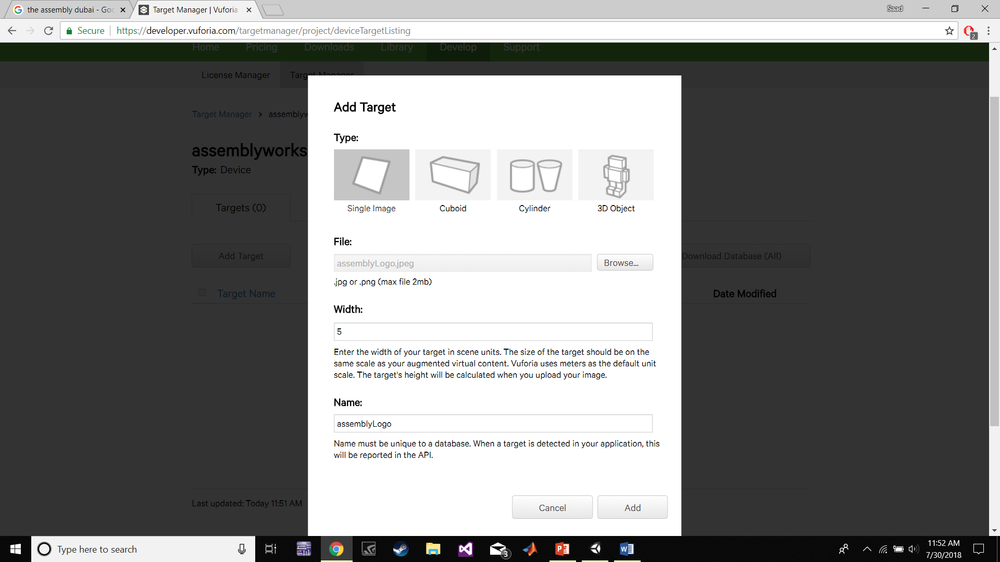 the assembly dubai - Goo
Target Manager | Vuforia
Saad
Secure
https://developer.vuforia.com/targetmanager/project/deviceTargetListing
2
Home
Pricing
Downloads
Library
Develop
Support
License Manager
Target Manager
Target Manager > assemblyw
assemblyworks
Type: Device
Targets (0)
Add Target
Download Database (All)
Target Name
Date Modified
Last updated: Today 11:51 AM
Add Target
Type:
Single Image
Cuboid
Cylinder
3D Object
File:
assemblyLogo.jpeg
Browse...
.jpg or .png (max file 2mb)
Width:
5
Enter the width of your target in scene units. The size of the target should be on the
same scale as your augmented virtual content. Vuforia uses meters as the default unit
scale. The target's height will be calculated when you upload your image.
Name:
assemblyLogo
Name must be unique to a database. When a target is detected in your application, this
will be reported in the API.
Cancel
Add
Type here to search
3
11:52 AM
7/30/2018